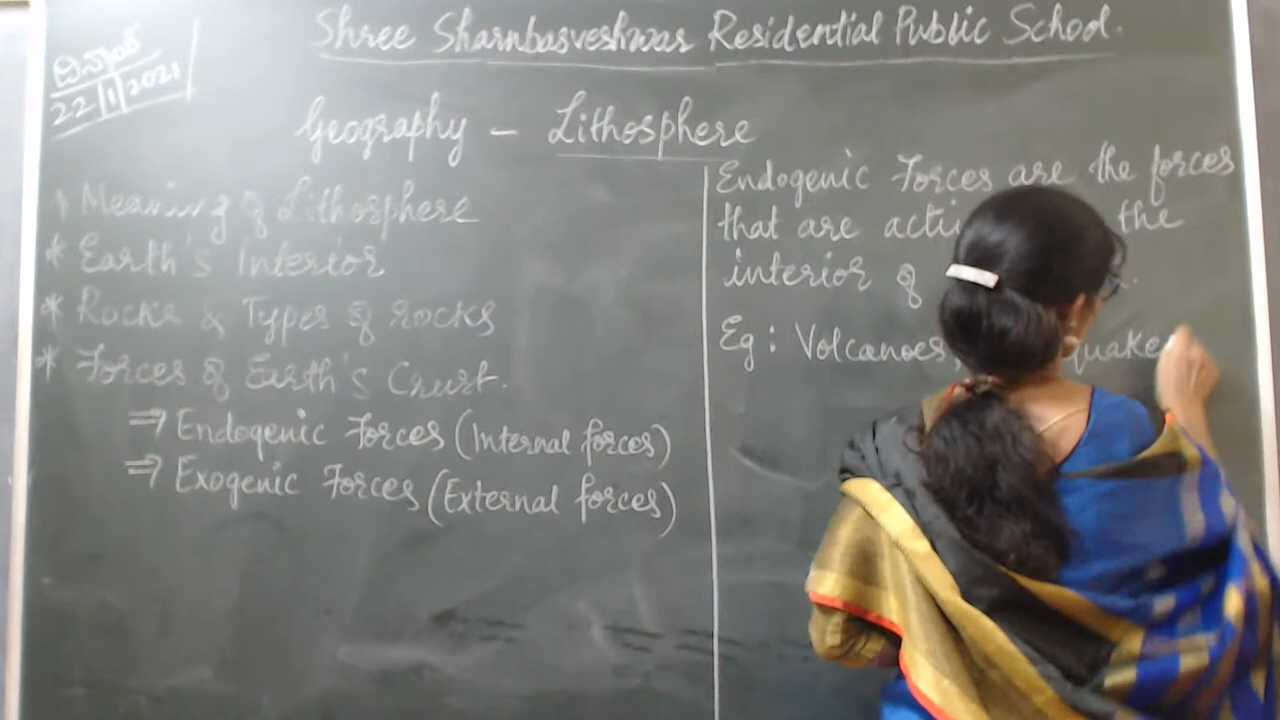 Shree Sharnbasveshwar Residential Public School.
ದಿನಾಂಕ
22/1/2021
Geography - Lithosphere
Meaning of Lithosphere
* Earth's Interior
* Rocks & Types of rocks
* Forces of Earth's Crust.
⇒ Endogenic Forces (Internal forces)
⇒ Exogenic Forces (External forces)
Endogenic Forces are the forces
that are the
interior of
Eg: Volcanoes, quakes